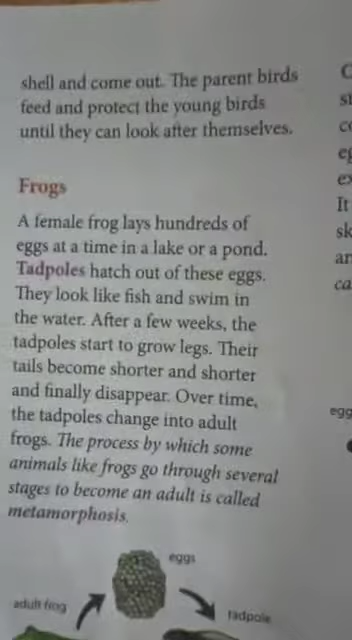 shell and come out. The parent birds
feed and protect the young birds
until they can look after themselves.
Frogs
A female frog lays hundreds of
eggs at a time in a lake or a pond.
Tadpoles hatch out of these eggs.
They look like fish and swim in
the water. After a few weeks, the
tadpoles start to grow legs. Their
tails become shorter and shorter
and finally disappear. Over time,
the tadpoles change into adult
frogs. The process by which some
animals like frogs go through several
stages to become an adult is called
metamorphosis.
eggs
adult frog
tadpole
It
egg